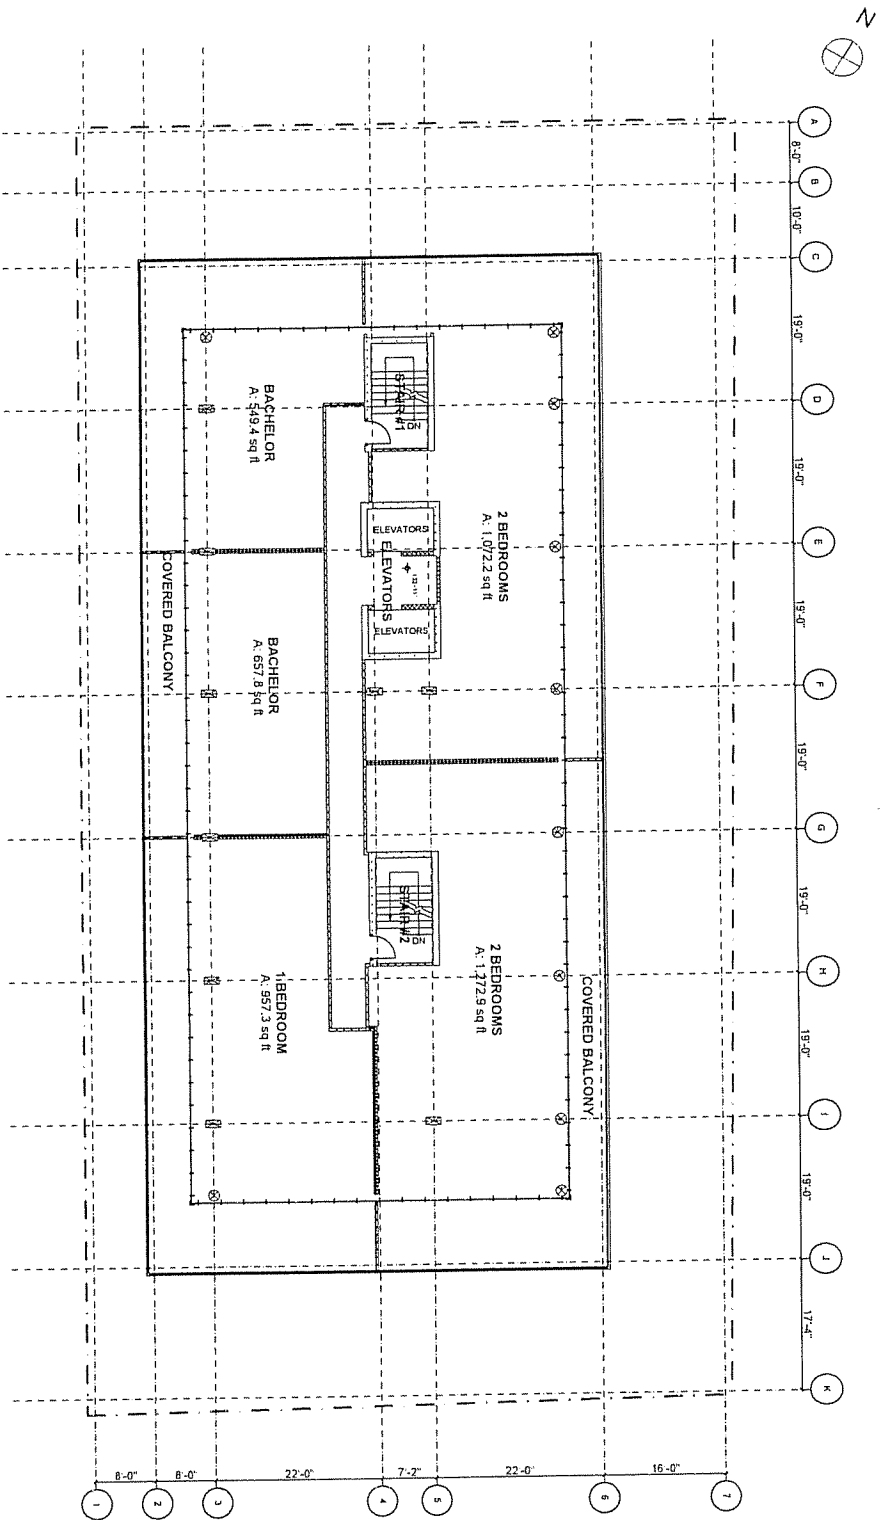 N
A
8'-0"
B
10'-0"
C
19'-0"
D
19'-0"
E
19'-0"
F
19'-0"
G
19'-0"
H
19'-0"
I
19'-0"
J
17'-4"
K
STAIR #1
DN
BACHELOR
A: 549.4 sq ft
2 BEDROOMS
A: 1,072.2 sq ft
ELEVATORS
ELEVATORS
ELEVATORS
COVERED BALCONY
BACHELOR
A: 657.8 sq ft
STAIR #2
DN
1 BEDROOM
A: 957.3 sq ft
2 BEDROOMS
A: 1,272.9 sq ft
COVERED BALCONY
8'-0"
8'-0"
22'-0"
7'-2"
22'-0"
16'-0"
1
2
3
4
5
6
7